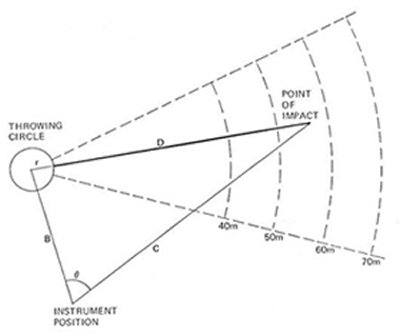 POINT
OF
IMPACT
THROWING
CIRCLE
r
D
B
C
θ
40m
50m
60m
70m
INSTRUMENT
POSITION